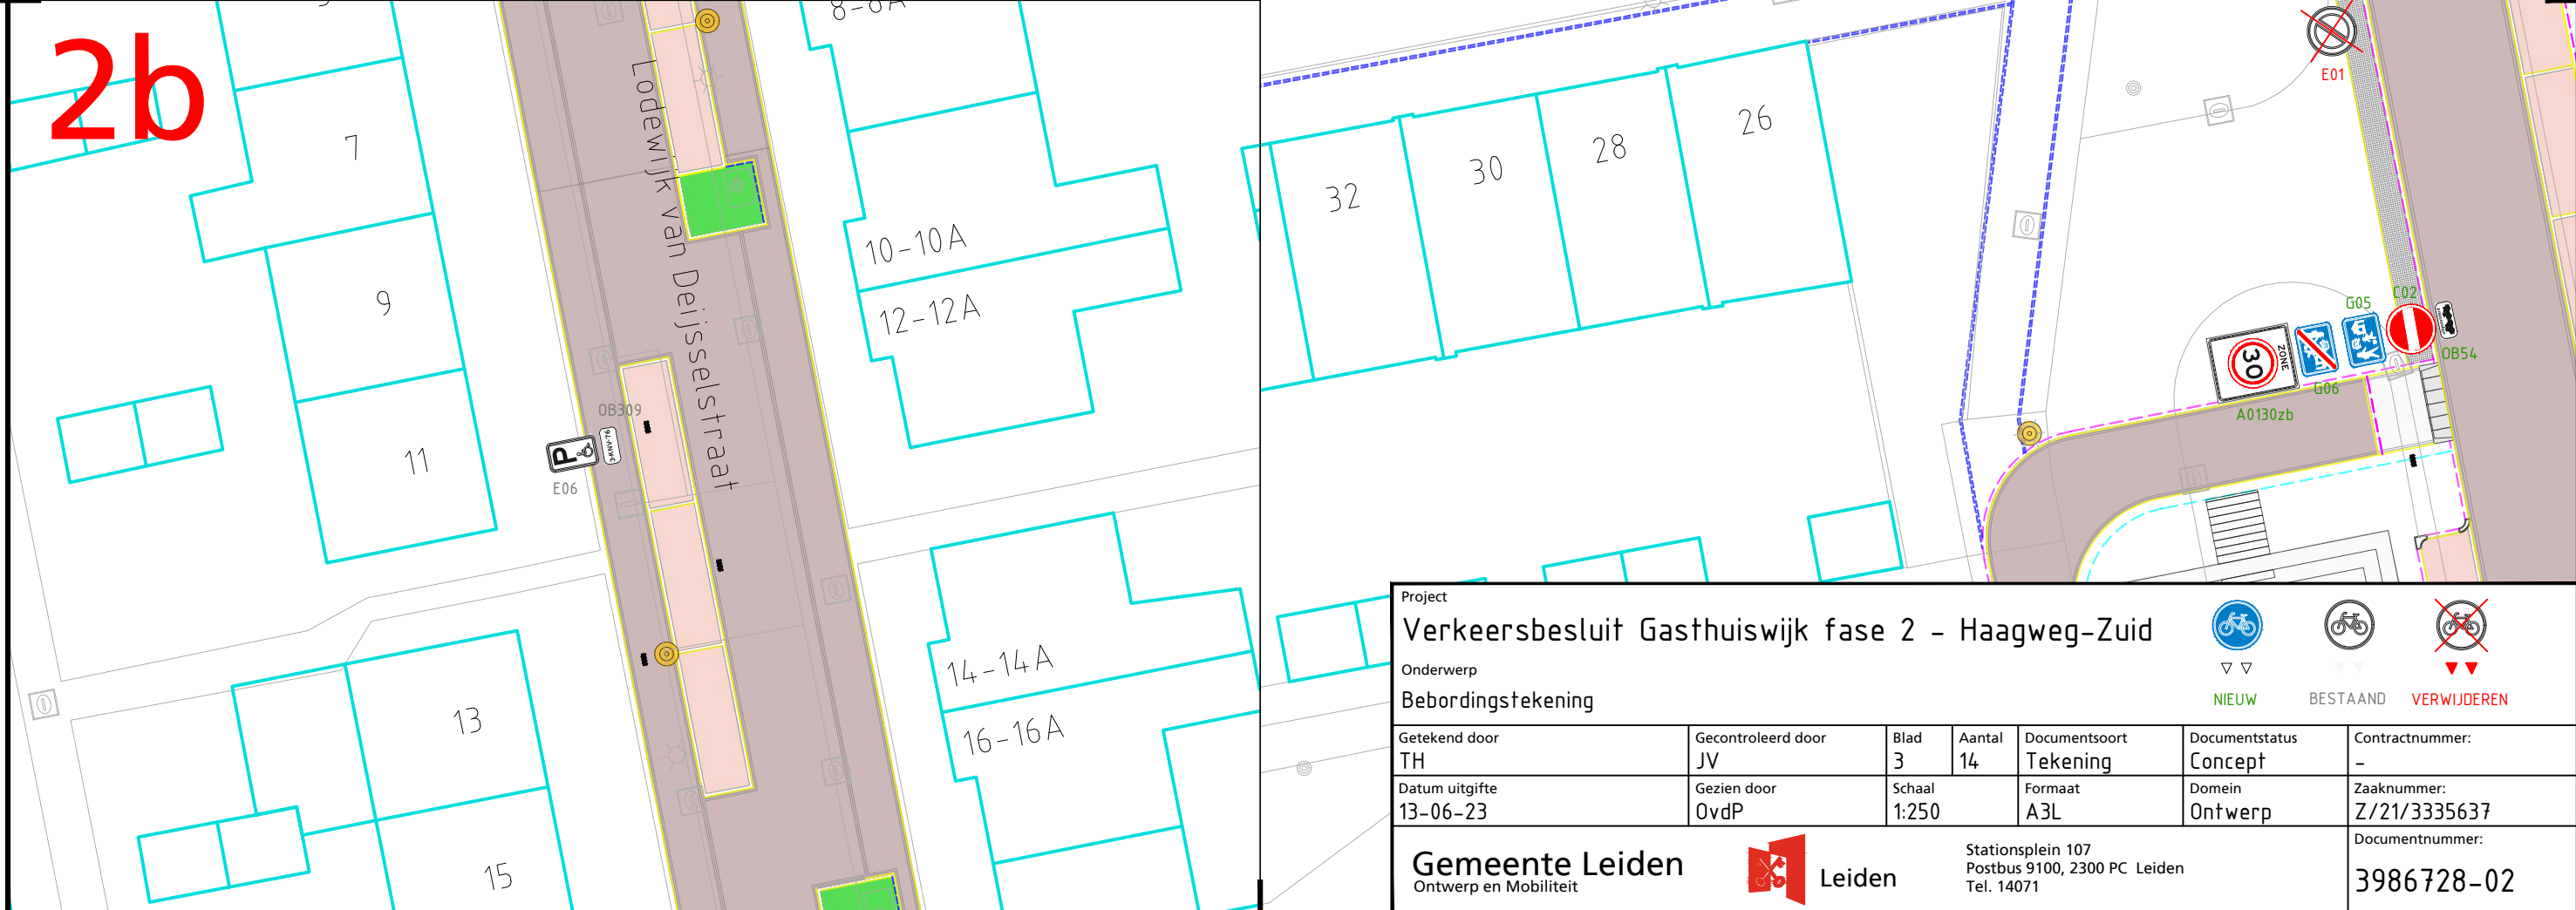 2b
8-8A
7
9
11
13
15
Lodewijk van Deijsselstraat
10-10A
12-12A
14-14A
16-16A
OB309
P
E06
32
30
28
26
E01
C02
G05
OB54
ZONE
30
G06
A0130zb
Project
Verkeersbesluit Gasthuiswijk fase 2 - Haagweg-Zuid
Onderwerp
Bebordingstekening
NIEUW
BESTAAND
VERWIJDEREN
Getekend door
TH
Gecontroleerd door
JV
Blad
3
Aantal
14
Documentsoort
Tekening
Documentstatus
Concept
Contractnummer:
-
Datum uitgifte
13-06-23
Gezien door
OvdP
Schaal
1:250
Formaat
A3L
Domein
Ontwerp
Zaaknummer:
Z/21/3335637
Gemeente Leiden
Ontwerp en Mobiliteit
Leiden
Stationsplein 107
Postbus 9100, 2300 PC Leiden
Tel. 14071
Documentnummer:
3986728-02